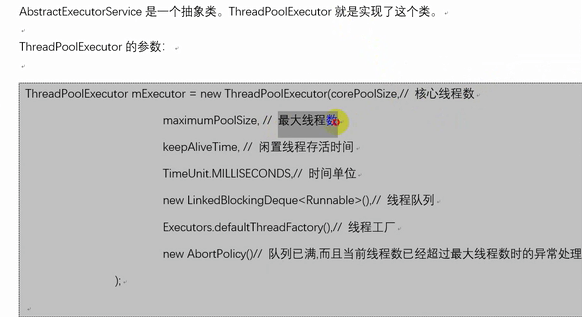 AbstractExecutorService 是一个抽象类。ThreadPoolExecutor 就是实现了这个类。
ThreadPoolExecutor 的参数：
ThreadPoolExecutor mExecutor = new ThreadPoolExecutor(corePoolSize,// 核心线程数
maximumPoolSize, // 最大线程数
keepAliveTime, // 闲置线程存活时间
TimeUnit.MILLISECONDS,// 时间单位
new LinkedBlockingDeque<Runnable>(),// 线程队列
Executors.defaultThreadFactory(),// 线程工厂
new AbortPolicy()// 队列已满,而且当前线程数已经超过最大线程数时的异常处理
);